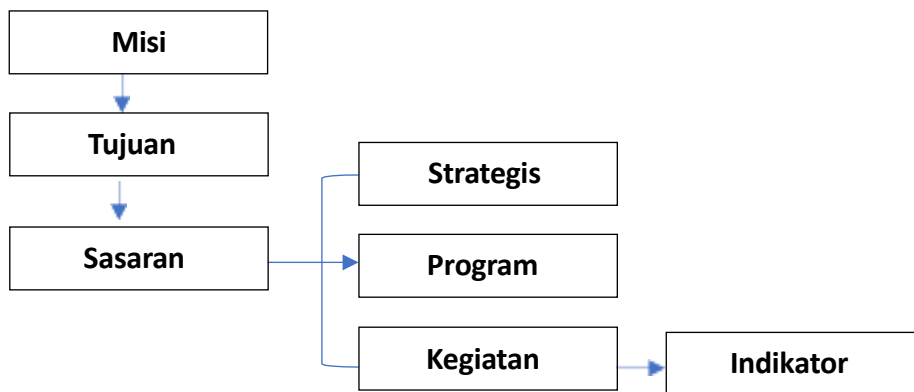 Misi
Tujuan
Sasaran
Strategis
Program
Kegiatan
Indikator